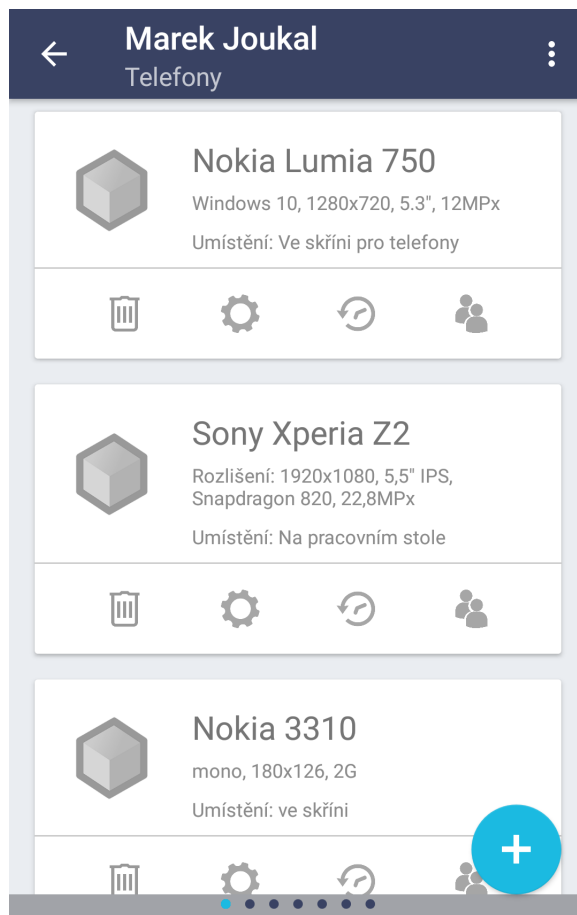 Marek Joukal
Telefony
Nokia Lumia 750
Windows 10, 1280x720, 5.3", 12MPx
Umístění: Ve skříni pro telefony
Sony Xperia Z2
Rozlišení: 1920x1080, 5,5" IPS,
Snapdragon 820, 22,8MPx
Umístění: Na pracovním stole
Nokia 3310
mono, 180x126, 2G
Umístění: ve skříni